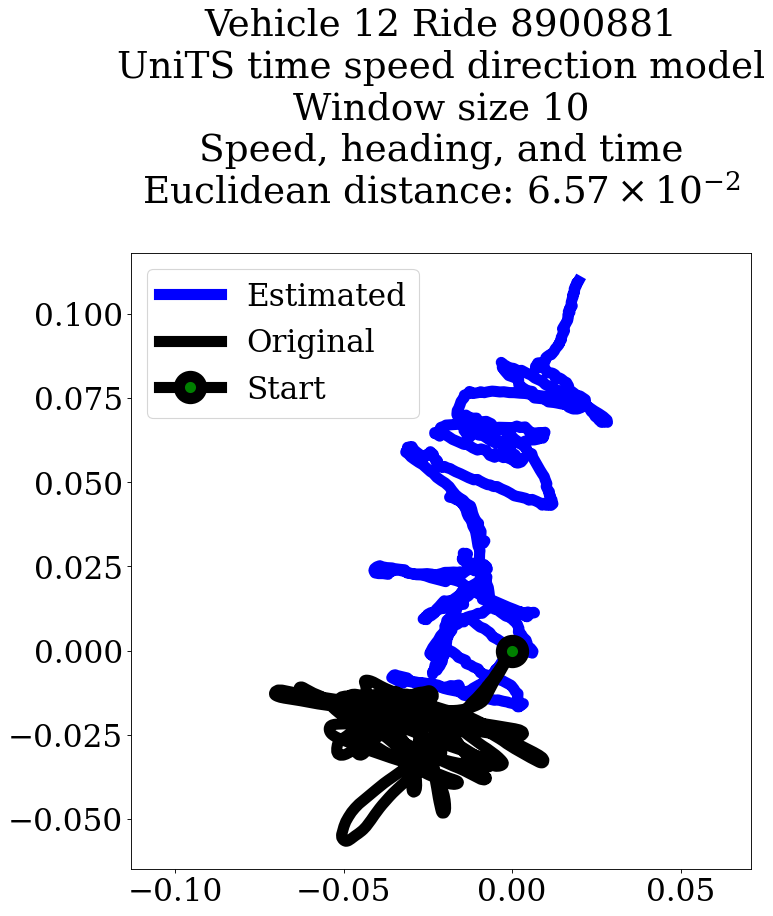 Vehicle 12 Ride 8900881
UniTS time speed direction model
Window size 10
Speed, heading, and time
Euclidean distance: 6.57 × 10⁻²
Estimated
Original
Start
0.100
0.075
0.050
0.025
0.000
−0.025
−0.050
−0.10 −0.05 0.00 0.05